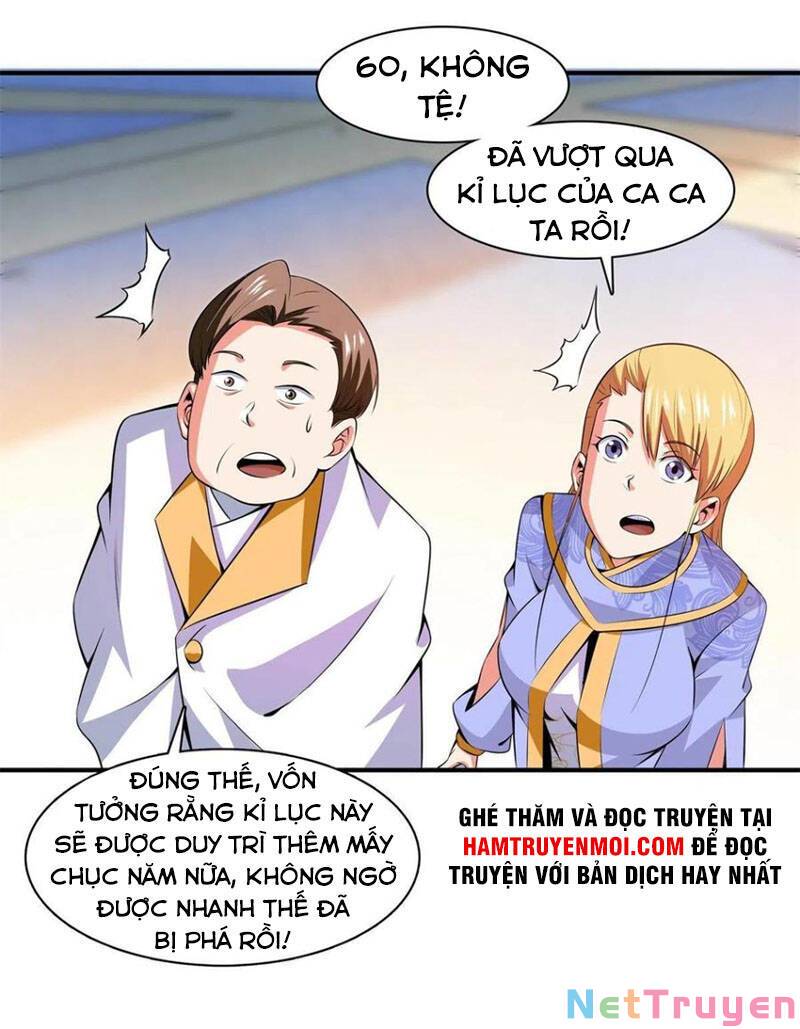 60, KHÔNG
TỆ!
ĐÃ VƯỢT QUA
KỈ LỤC CỦA CA CA
TA RỒI!
ĐÚNG THẾ, VỐN
TƯỞNG RẰNG KỈ LỤC NÀY
SẼ ĐƯỢC DUY TRÌ THÊM MẤY
CHỤC NĂM NỮA, KHÔNG NGỜ
ĐƯỢC NHANH THẾ ĐÃ
BỊ PHÁ RỒI!
GHÉ THĂM VÀ ĐỌC TRUYỆN TẠI
HAMTRUYENMOI.COM ĐỂ ĐỌC
TRUYỆN VỚI BẢN DỊCH HAY NHẤT
NetTruyen